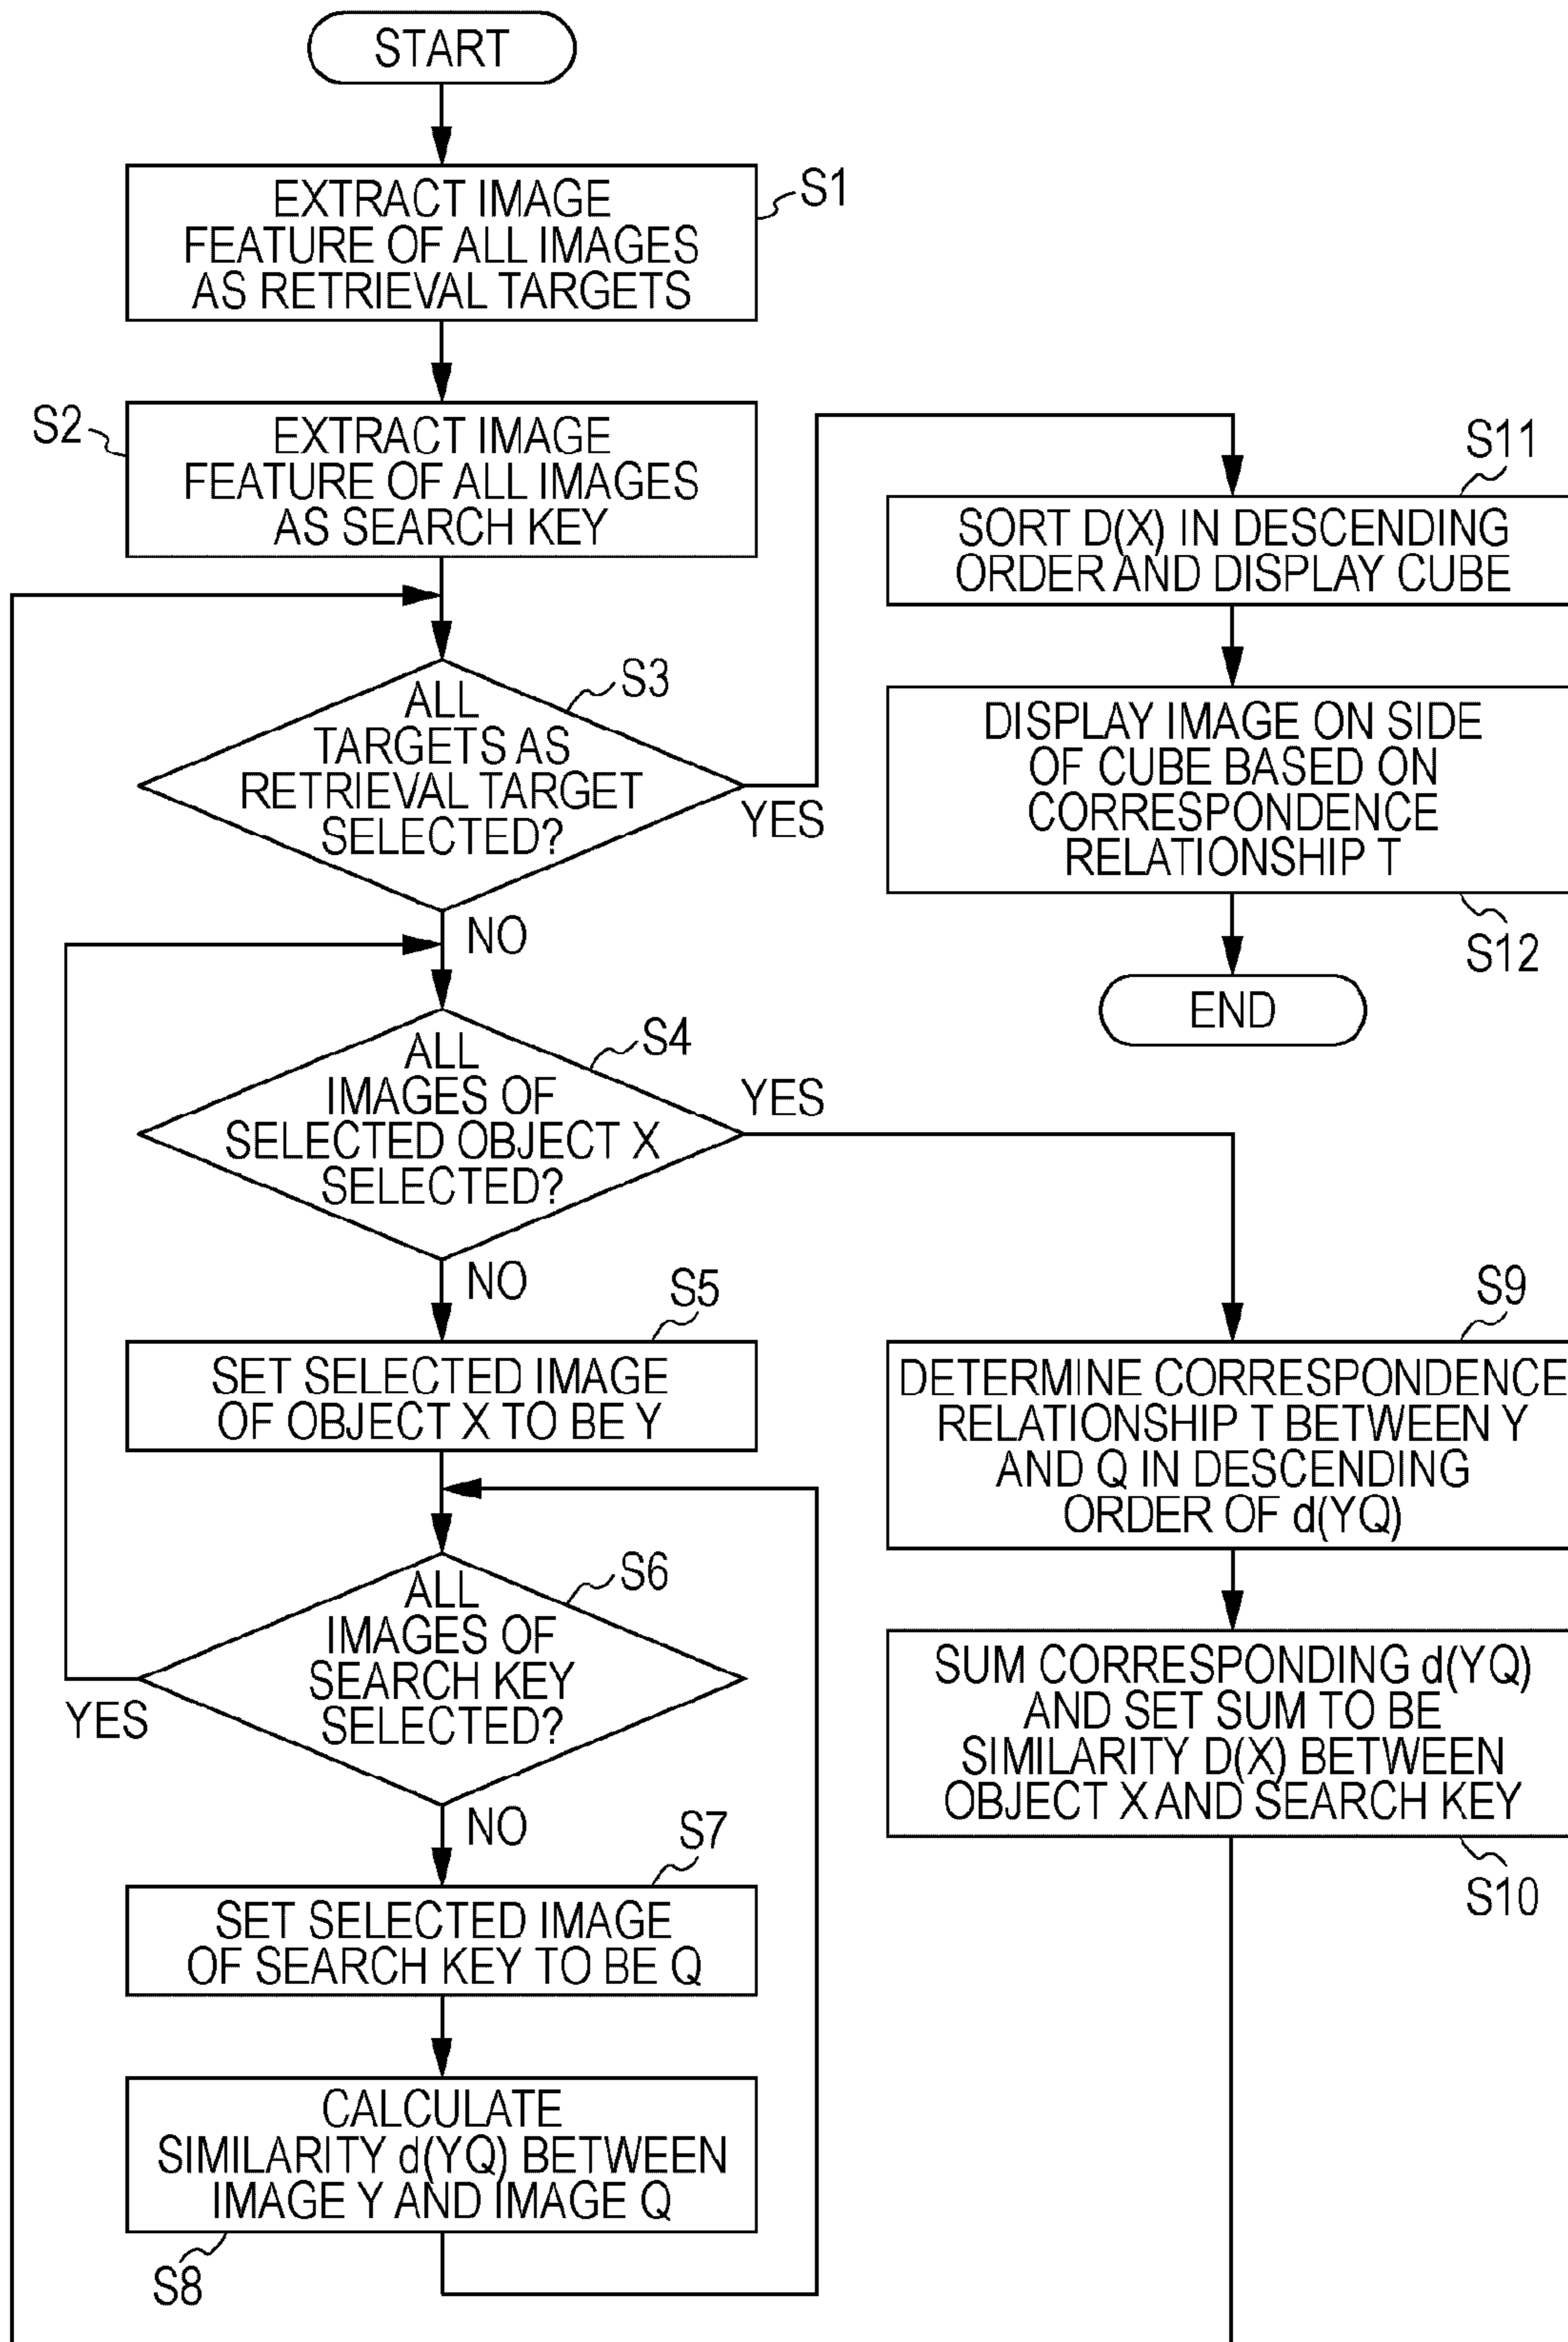 START
EXTRACT IMAGE
FEATURE OF ALL IMAGES
AS RETRIEVAL TARGETS
S1
S2
EXTRACT IMAGE
FEATURE OF ALL IMAGES
AS SEARCH KEY
S3
ALL
TARGETS AS
RETRIEVAL TARGET
SELECTED?
YES
NO
S4
ALL
IMAGES OF
SELECTED OBJECT X
SELECTED?
YES
NO
S5
SET SELECTED IMAGE
OF OBJECT X TO BE Y
S6
ALL
IMAGES OF
SEARCH KEY
SELECTED?
YES
NO
S7
SET SELECTED IMAGE
OF SEARCH KEY TO BE Q
CALCULATE
SIMILARITY d(YQ) BETWEEN
IMAGE Y AND IMAGE Q
S8
S11
SORT D(X) IN DESCENDING
ORDER AND DISPLAY CUBE
DISPLAY IMAGE ON SIDE
OF CUBE BASED ON
CORRESPONDENCE
RELATIONSHIP T
S12
END
S9
DETERMINE CORRESPONDENCE
RELATIONSHIP T BETWEEN Y
AND Q IN DESCENDING
ORDER OF d(YQ)
SUM CORRESPONDING d(YQ)
AND SET SUM TO BE
SIMILARITY D(X) BETWEEN
OBJECT X AND SEARCH KEY
S10